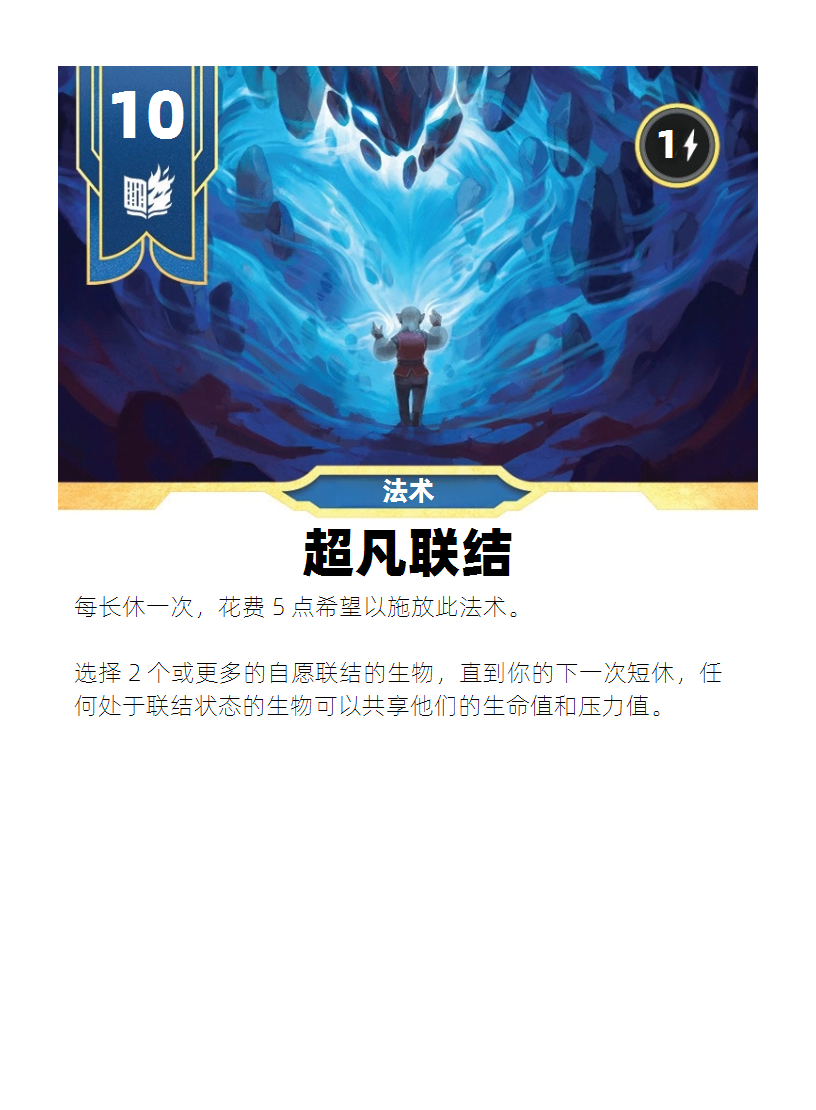 10
1
法术
超凡联结
每长休一次，花费 5 点希望以施放此法术。
选择 2 个或更多的自愿联结的生物，直到你的下一次短休，任
何处于联结状态的生物可以共享他们的生命值和压力值。